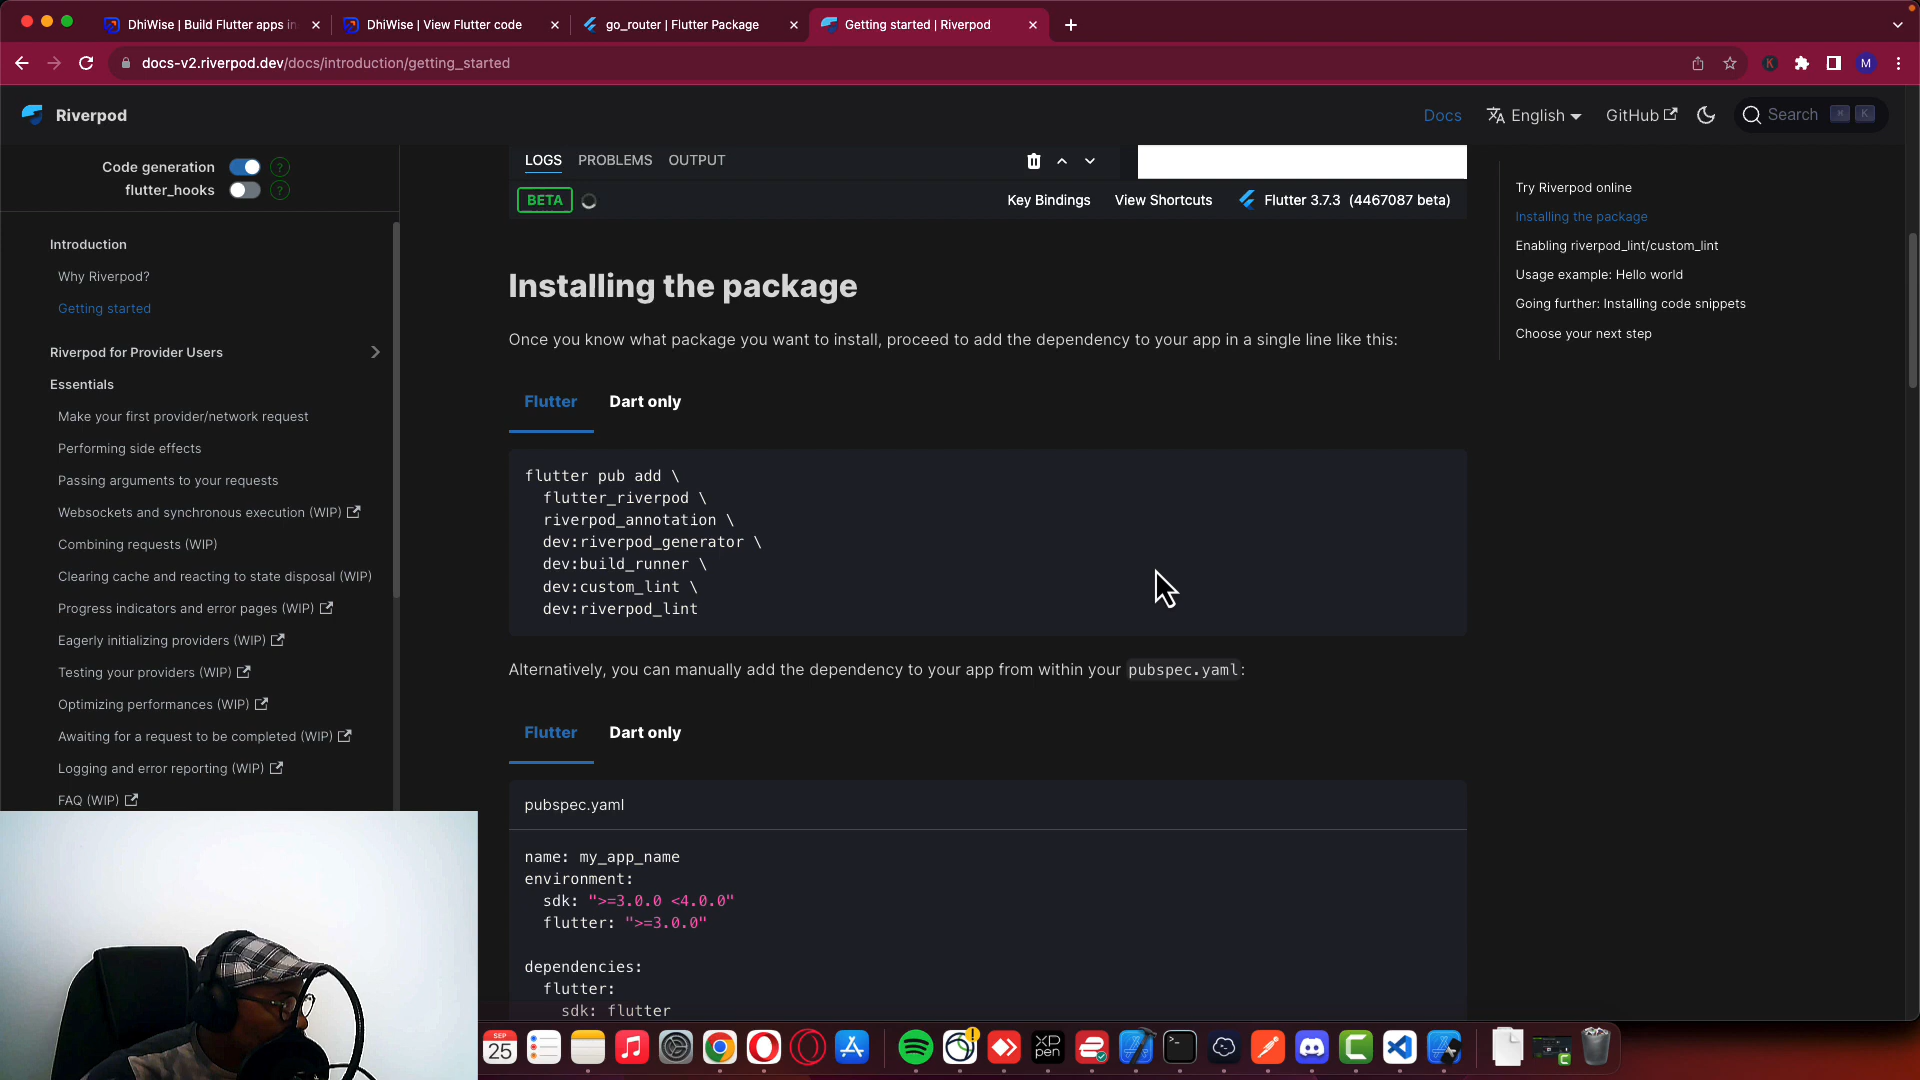 DhiWise | Build Flutter apps in
DhiWise | View Flutter code
go_router | Flutter Package
Getting started | Riverpod
docs-v2.riverpod.dev/docs/introduction/getting_started
K
M
Riverpod
Docs
English
GitHub
Search
K
Code generation
?
flutter_hooks
?
Introduction
Why Riverpod?
Getting started
Riverpod for Provider Users
Essentials
Make your first provider/network request
Performing side effects
Passing arguments to your requests
Websockets and synchronous execution (WIP)
Combining requests (WIP)
Clearing cache and reacting to state disposal (WIP)
Progress indicators and error pages (WIP)
Eagerly initializing providers (WIP)
Testing your providers (WIP)
Optimizing performances (WIP)
Awaiting for a request to be completed (WIP)
Logging and error reporting (WIP)
FAQ (WIP)
LOGS PROBLEMS OUTPUT
BETA
Key Bindings View Shortcuts Flutter 3.7.3 (4467087 beta)
Installing the package
Once you know what package you want to install, proceed to add the dependency to your app in a single line like this:
Flutter Dart only
flutter pub add \
flutter_riverpod \
riverpod_annotation \
dev:riverpod_generator \
dev:build_runner \
dev:custom_lint \
dev:riverpod_lint
Alternatively, you can manually add the dependency to your app from within your pubspec.yaml:
Flutter Dart only
pubspec.yaml
name: my_app_name
environment:
sdk: ">=3.0.0 <4.0.0"
flutter: ">=3.0.0"
dependencies:
flutter:
sdk: flutter
Try Riverpod online
Installing the package
Enabling riverpod_lint/custom_lint
Usage example: Hello world
Going further: Installing code snippets
Choose your next step
SEP
25
XP
pen